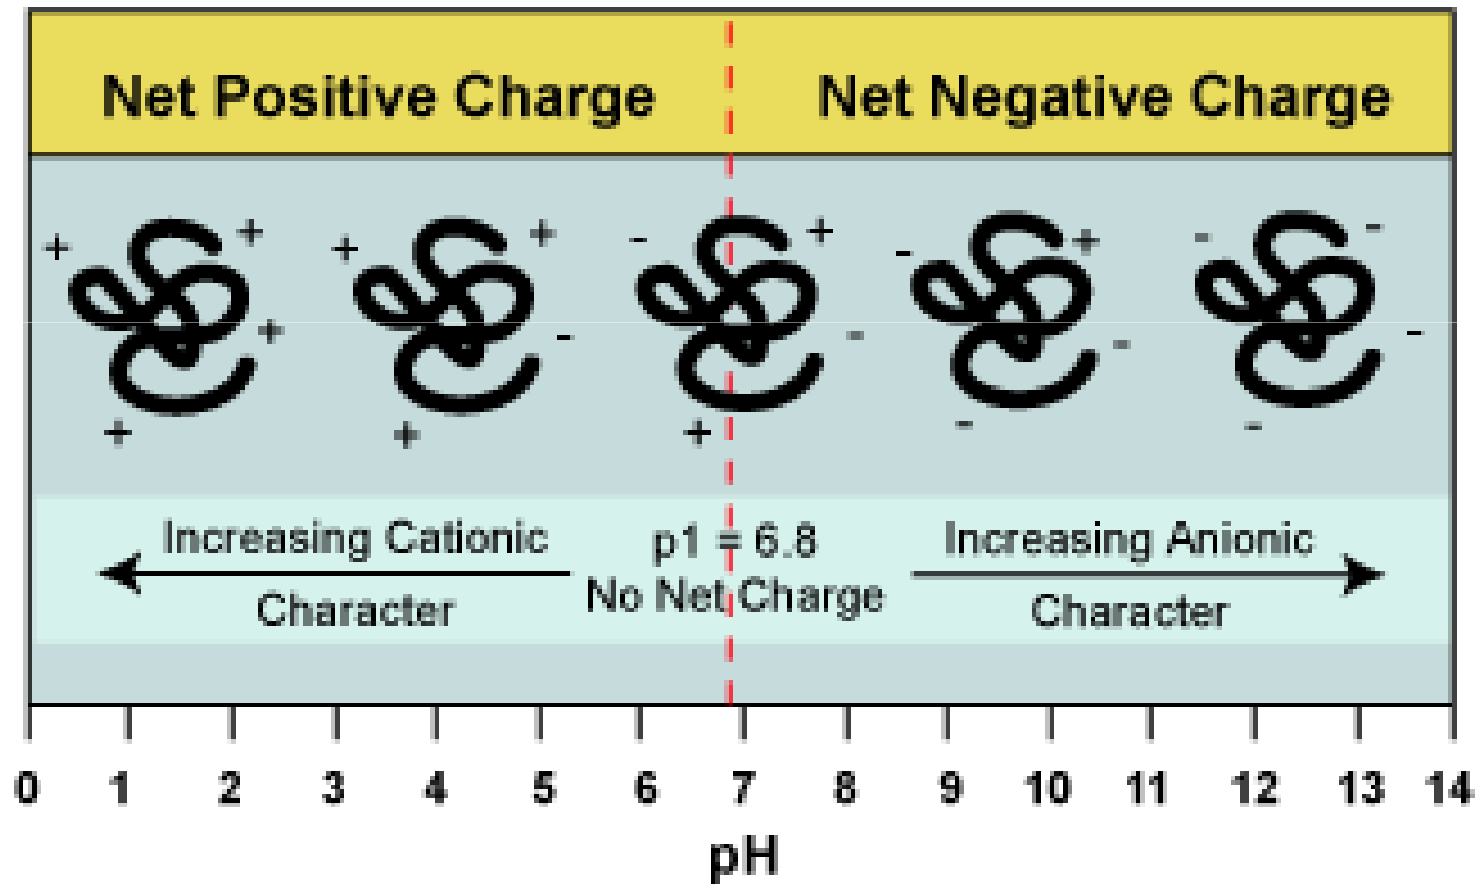 Net Positive Charge Net Negative Charge
+ + + + - + - + - -
+ - - - -
+ + + - -
Increasing Cationic p1 = 6.8 Increasing Anionic
Character No Net Charge Character
0 1 2 3 4 5 6 7 8 9 10 11 12 13 14
pH